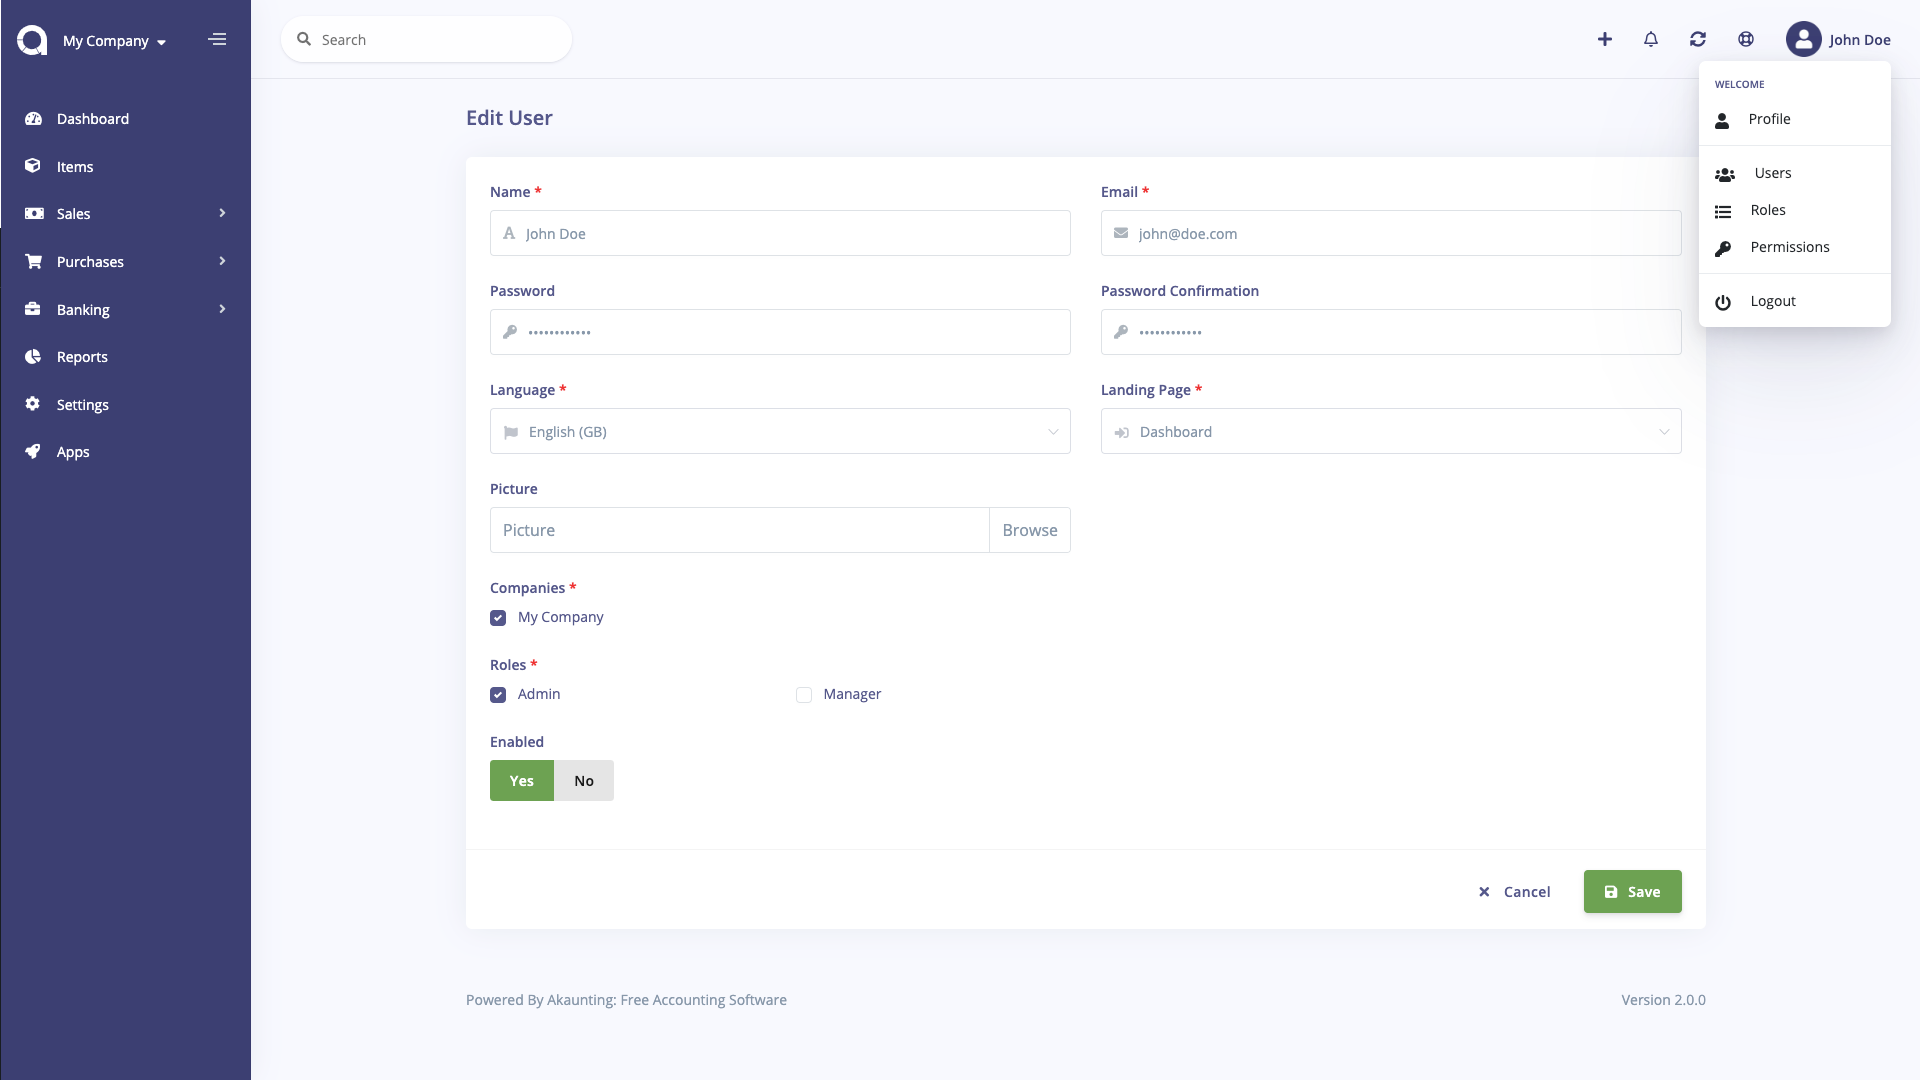 My Company
Search
John Doe
WELCOME
Profile
Users
Roles
Permissions
Logout
Dashboard
Items
Sales
Purchases
Banking
Reports
Settings
Apps
Edit User
Name *
John Doe
Email *
john@doe.com
Password
••••••••••••
Password Confirmation
••••••••••••
Language *
English (GB)
Landing Page *
Dashboard
Picture
Picture
Browse
Companies *
My Company
Roles *
Admin
Manager
Enabled
Yes
No
Cancel
Save
Powered By Akaunting: Free Accounting Software
Version 2.0.0